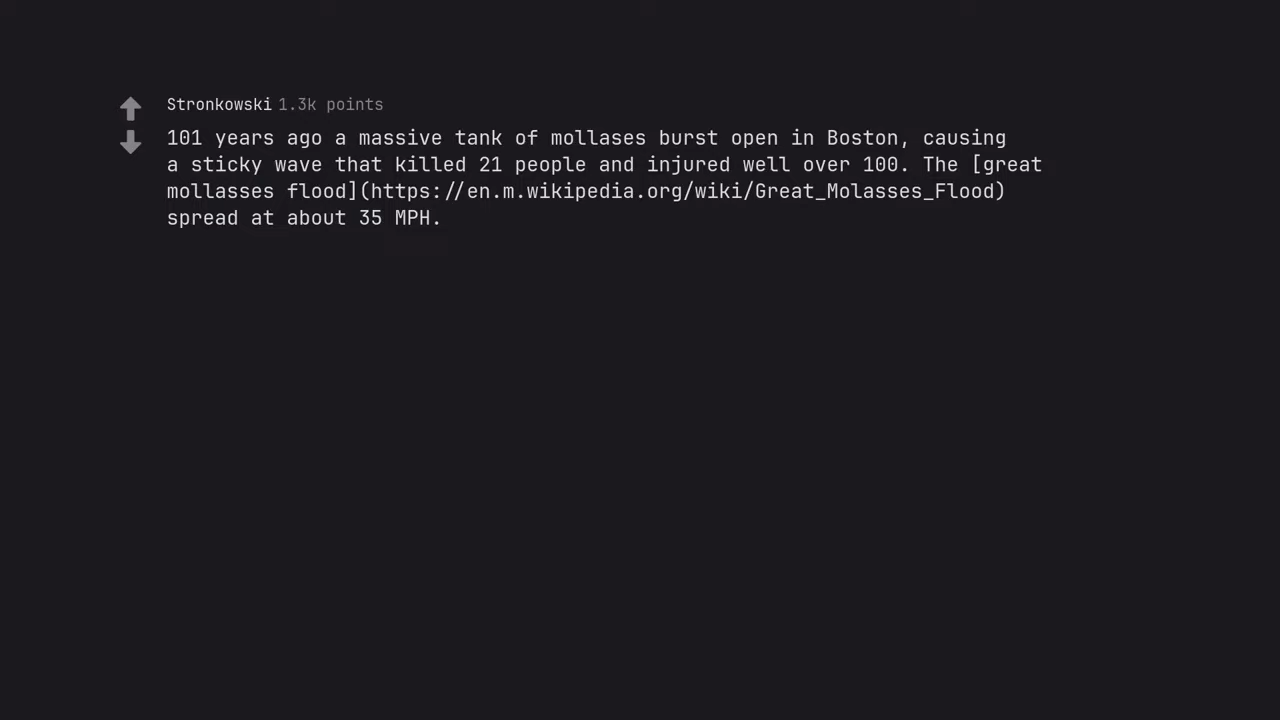 Stronkowski 1.3k points
101 years ago a massive tank of mollases burst open in Boston, causing
a sticky wave that killed 21 people and injured well over 100. The [great
mollasses flood](https://en.m.wikipedia.org/wiki/Great_Molasses_Flood)
spread at about 35 MPH.